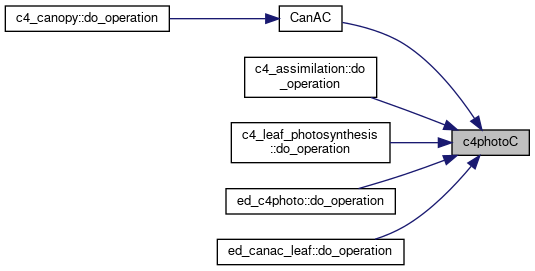 c4_canopy::do_operation
CanAC
c4_assimilation::do
_operation
c4_leaf_photosynthesis
::do_operation
c4photoC
ed_c4photo::do_operation
ed_canac_leaf::do_operation